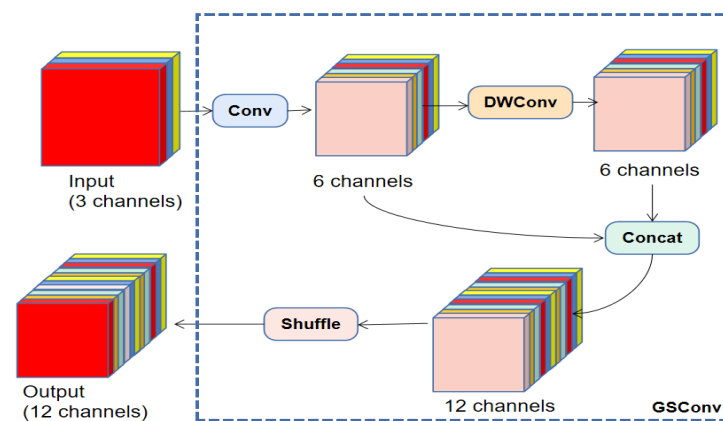 Conv
DWConv
Input
(3 channels)
6 channels
6 channels
Concat
Shuffle
Output
(12 channels)
12 channels
GSConv